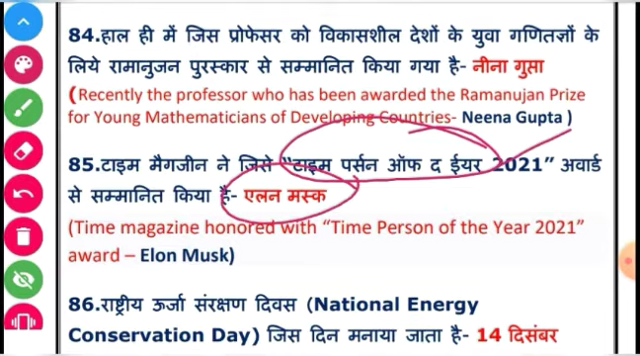 84.हाल ही में जिस प्रोफेसर को विकासशील देशों के युवा गणितज्ञों के
लिये रामानुजन पुरस्कार से सम्मानित किया गया है- नीना गुप्ता
(Recently the professor who has been awarded the Ramanujan Prize
for Young Mathematicians of Developing Countries- Neena Gupta )
85.टाइम मैगजीन ने जिसे "टाइम पर्सन ऑफ द ईयर 2021" अवार्ड
से सम्मानित किया है- एलन मस्क
(Time magazine honored with “Time Person of the Year 2021”
award – Elon Musk)
86.राष्ट्रीय ऊर्जा संरक्षण दिवस (National Energy
Conservation Day) जिस दिन मनाया जाता है- 14 दिसंबर